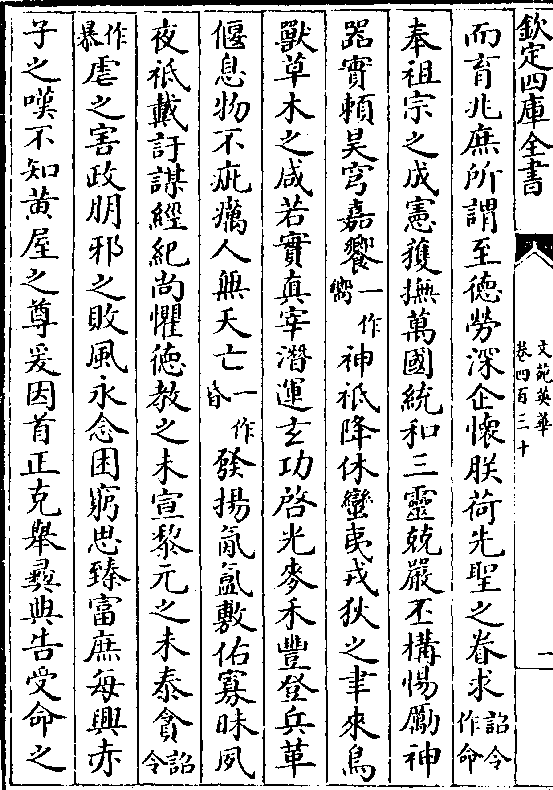 欽定四庫全書
文苑英華
卷四百三十
一
而育兆庶所謂至德勞深企懷朕荷先聖之眷求詔令作命
奉祖宗之成憲獲撫萬國統和三靈兢嚴丕構惕勵神
器實頼昊穹嘉饗一作嚮神祇降休蠻夷戎狄之聿來鳥
獸草木之咸若實真宰潛運玄功啓光麥禾豐登兵革
偃息物不疵癘人無夭亡一作昏發揚氤氳敷佑寡昧夙
夜祇戴訏謀經紀尚懼徳教之未宣黎元之未泰貪詔令
作暴虐之害政朋邪之敗風永念困窮思臻富庶每興赤
子之嘆不知黄屋之尊爰因首正克舉彛典告受命之